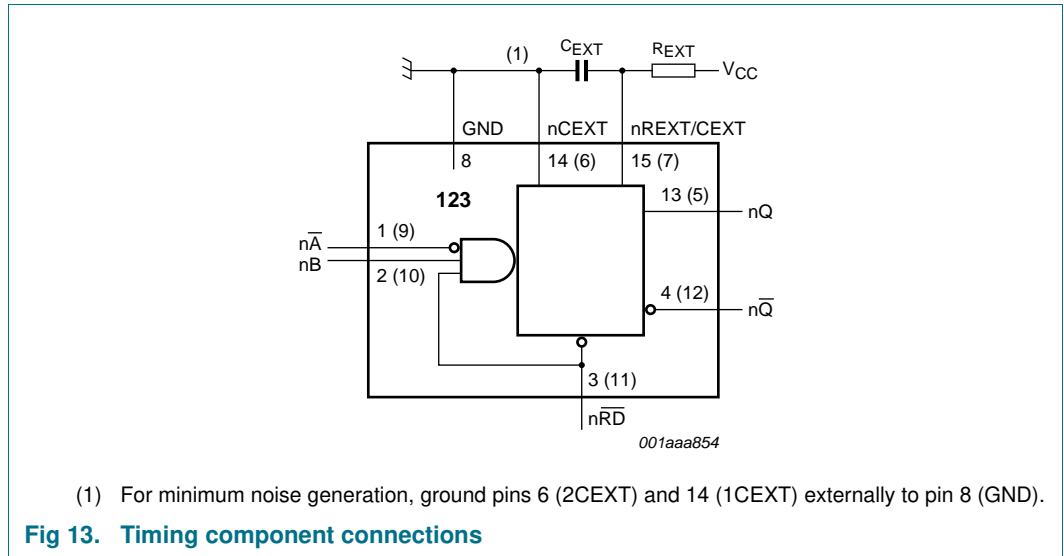 (1)
CEXT
REXT
VCC
GND
nCEXT
nREXT/CEXT
8
14 (6)
15 (7)
123
13 (5)
nQ
1 (9)
nA̅
nB
2 (10)
4 (12)
nQ̅
3 (11)
nR̅D̅
001aaa854
(1) For minimum noise generation, ground pins 6 (2CEXT) and 14 (1CEXT) externally to pin 8 (GND).
Fig 13. Timing component connections